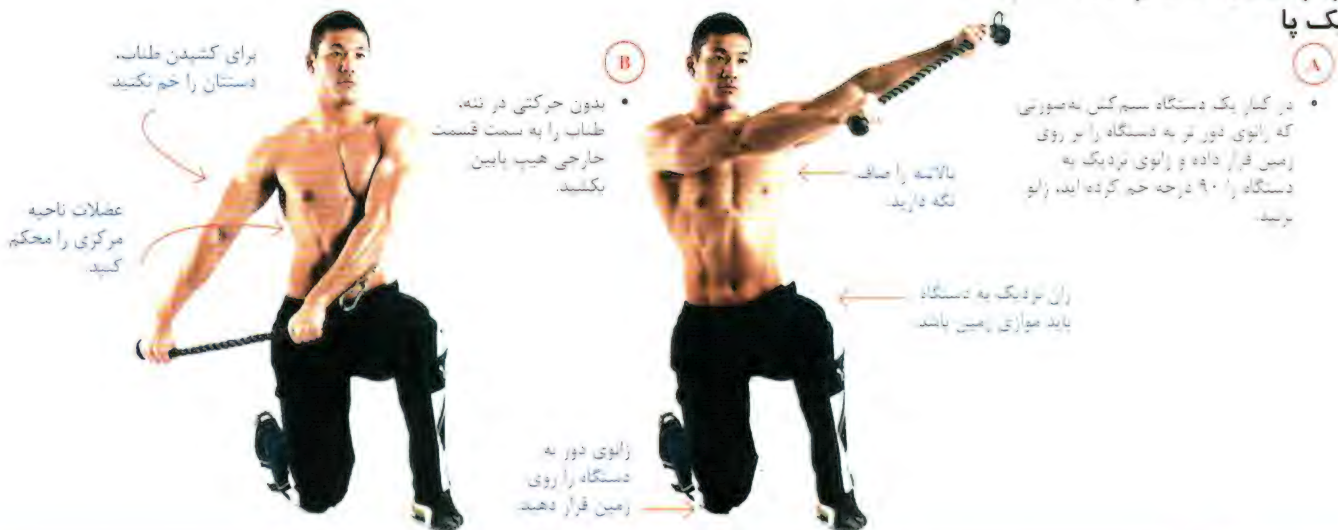 یک پا
A
• در کنار یک دستگاه سیم‌کش به‌صورتی
که زانوی دور تر به دستگاه را بر روی
زمین قرار داده و زانوی نزدیک به
دستگاه را ۹۰ درجه خم کرده اید، زانو
بزنید.
بالاتنه را صاف
نگه دارید.
ران نزدیک به دستگاه
باید موازی زمین باشد.
زانوی دور به
دستگاه را روی
زمین قرار دهید.
B
• بدون حرکتی در تنه،
طناب را به سمت قسمت
خارجی هیپ پایین
بکشید.
برای کشیدن طناب،
دستتان را خم نکنید.
عضلات ناحیه
مرکزی را محکم
کنید.